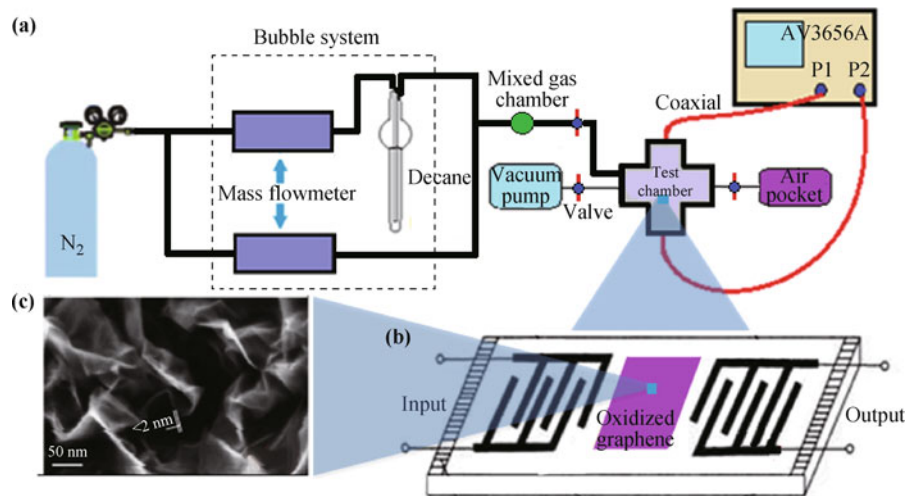 (a)
Bubble system
AV3656A
P1 P2
Mixed gas
chamber
Coaxial
N2
Mass flowmeter
Decane
Vacuum
pump
Valve
Test
chamber
Air
pocket
(c)
<2 nm
50 nm
(b)
Input
Oxidized
graphene
Output